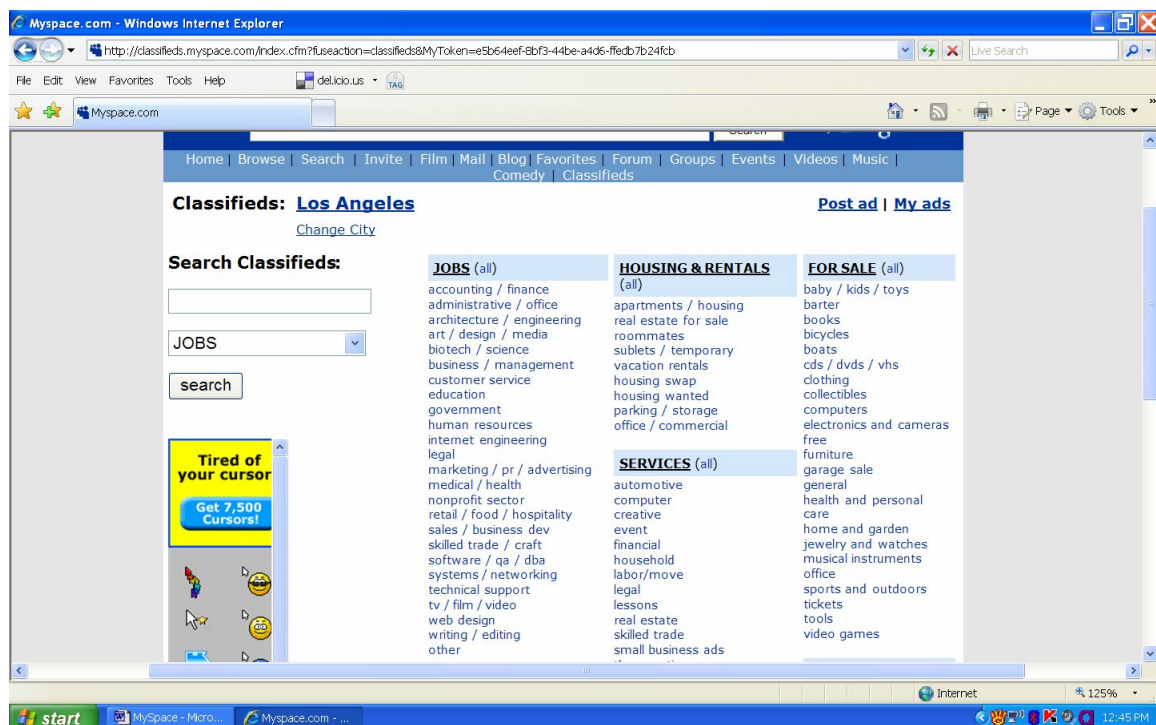 Myspace.com - Windows Internet Explorer
http://classifieds.myspace.com/index.cfm?fuseaction=classifieds&MyToken=e5b64eef-8bf3-44be-a4d6-ffedb7b24fcb
Live Search
File Edit View Favorites Tools Help del.icio.us TAG
Myspace.com
Page Tools
Search
Home | Browse | Search | Invite | Film | Mail | Blog | Favorites | Forum | Groups | Events | Videos | Music |
Comedy | Classifieds
Classifieds: Los Angeles
Change City
Post ad | My ads
Search Classifieds:
JOBS
search
Tired of
your cursor
Get 7,500
Cursors!
JOBS (all)
accounting / finance
administrative / office
architecture / engineering
art / design / media
biotech / science
business / management
customer service
education
government
human resources
internet engineering
legal
marketing / pr / advertising
medical / health
nonprofit sector
retail / food / hospitality
sales / business dev
skilled trade / craft
software / qa / dba
systems / networking
technical support
tv / film / video
web design
writing / editing
other
HOUSING & RENTALS
(all)
apartments / housing
real estate for sale
roommates
sublets / temporary
vacation rentals
housing swap
housing wanted
parking / storage
office / commercial
SERVICES (all)
automotive
computer
creative
event
financial
household
labor/move
legal
lessons
real estate
skilled trade
small business ads
FOR SALE (all)
baby / kids / toys
barter
books
bicycles
boats
cds / dvds / vhs
clothing
collectibles
computers
electronics and cameras
free
furniture
garage sale
general
health and personal
care
home and garden
jewelry and watches
musical instruments
office
sports and outdoors
tickets
tools
video games
Internet
125%
start
MySpace - Micro...
Myspace.com - ...
12:45 PM